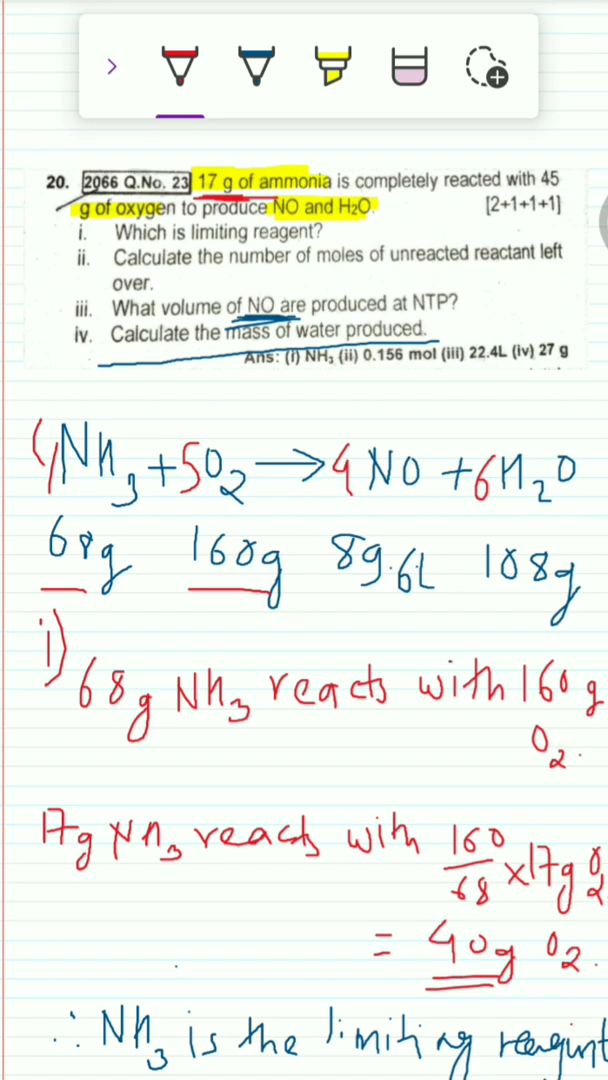 20. 2066 Q.No. 23 17 g of ammonia is completely reacted with 45
g of oxygen to produce NO and H2O. [2+1+1+1]
i. Which is limiting reagent?
ii. Calculate the number of moles of unreacted reactant left
over.
iii. What volume of NO are produced at NTP?
iv. Calculate the mass of water produced.
Ans: (i) NH3 (ii) 0.156 mol (iii) 22.4L (iv) 27 g
4NH3 + 5O2 → 4NO + 6H2O
68g 160g 89.6L 108g
i)
68g NH3 reacts with 160g
O2.
17g NH3 reacts with 160/68 x17g O2
= 40g O2.
∴ NH3 is the limiting reagint